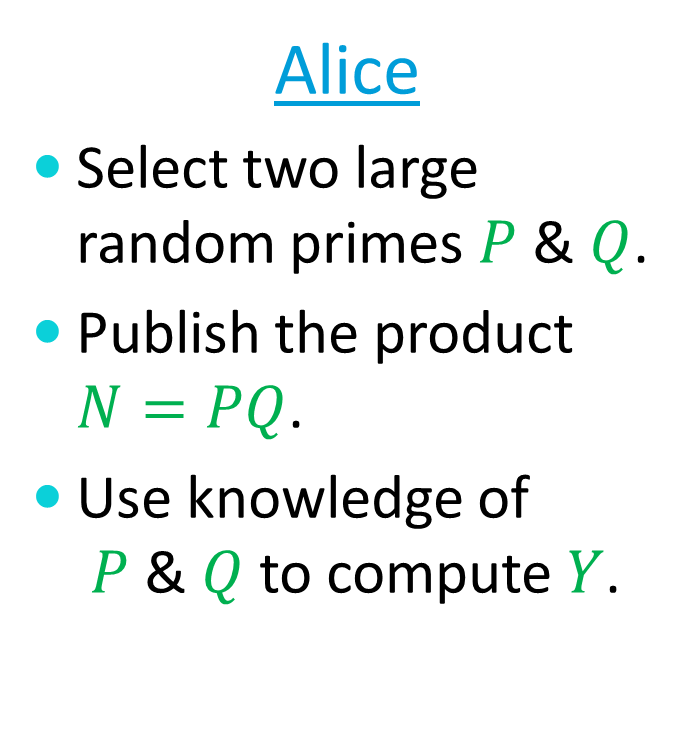 Alice
• Select two large
random primes P & Q.
• Publish the product
N = PQ.
• Use knowledge of
P & Q to compute Y.